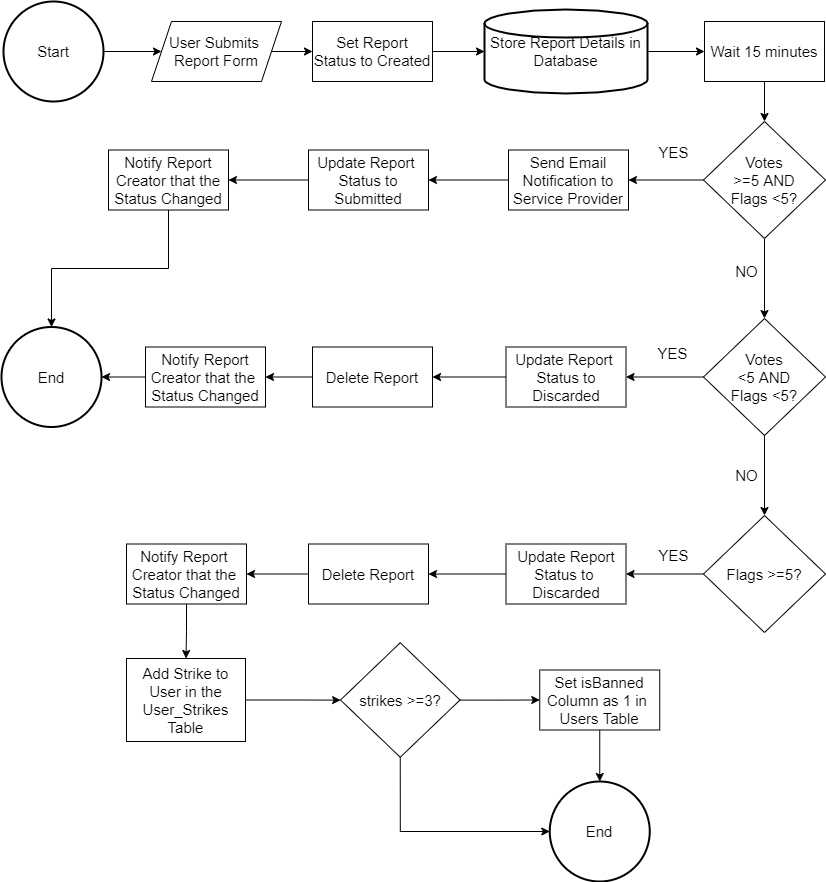 Start
User Submits
Report Form
Set Report
Status to Created
Store Report Details in
Database
Wait 15 minutes
Votes
>=5 AND
Flags <5?
YES
Send Email
Notification to
Service Provider
Update Report
Status to
Submitted
Notify Report
Creator that the
Status Changed
NO
Votes
<5 AND
Flags <5?
YES
Update Report
Status to
Discarded
Delete Report
Notify Report
Creator that the
Status Changed
End
NO
Flags >=5?
YES
Update Report
Status to
Discarded
Delete Report
Notify Report
Creator that the
Status Changed
Add Strike to
User in the
User_Strikes
Table
strikes >=3?
Set isBanned
Column as 1 in
Users Table
End